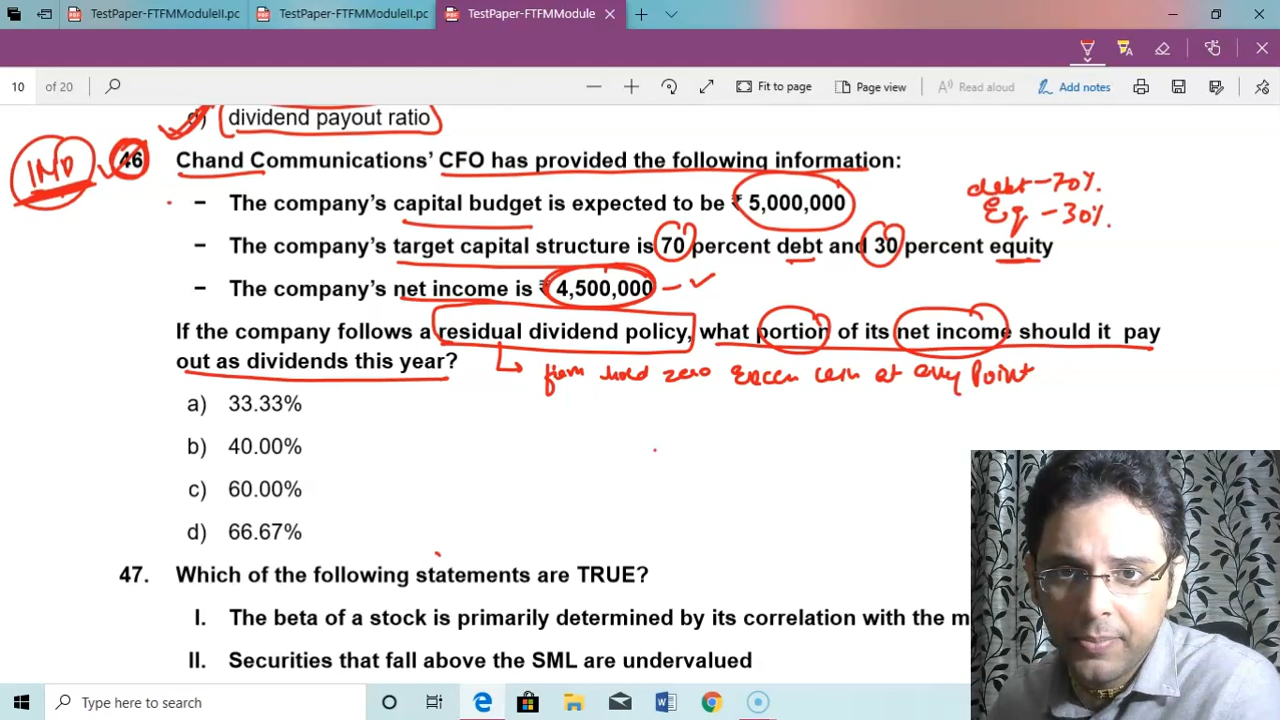 TestPaper-FTFMModuleII.pc
TestPaper-FTFMModuleII.pc
TestPaper-FTFMModule
10 of 20
Fit to page
Page view
Read aloud
Add notes
d) dividend payout ratio
IMP
46 Chand Communications' CFO has provided the following information:
debt-70%.
Eq - 30%.
− The company's capital budget is expected to be ₹ 5,000,000
− The company's target capital structure is 70 percent debt and 30 percent equity
− The company's net income is ₹ 4,500,000
If the company follows a residual dividend policy, what portion of its net income should it pay
out as dividends this year?
firm hold zero Excen cash at any Point
a) 33.33%
b) 40.00%
c) 60.00%
d) 66.67%
47. Which of the following statements are TRUE?
I. The beta of a stock is primarily determined by its correlation with the m
II. Securities that fall above the SML are undervalued
Type here to search